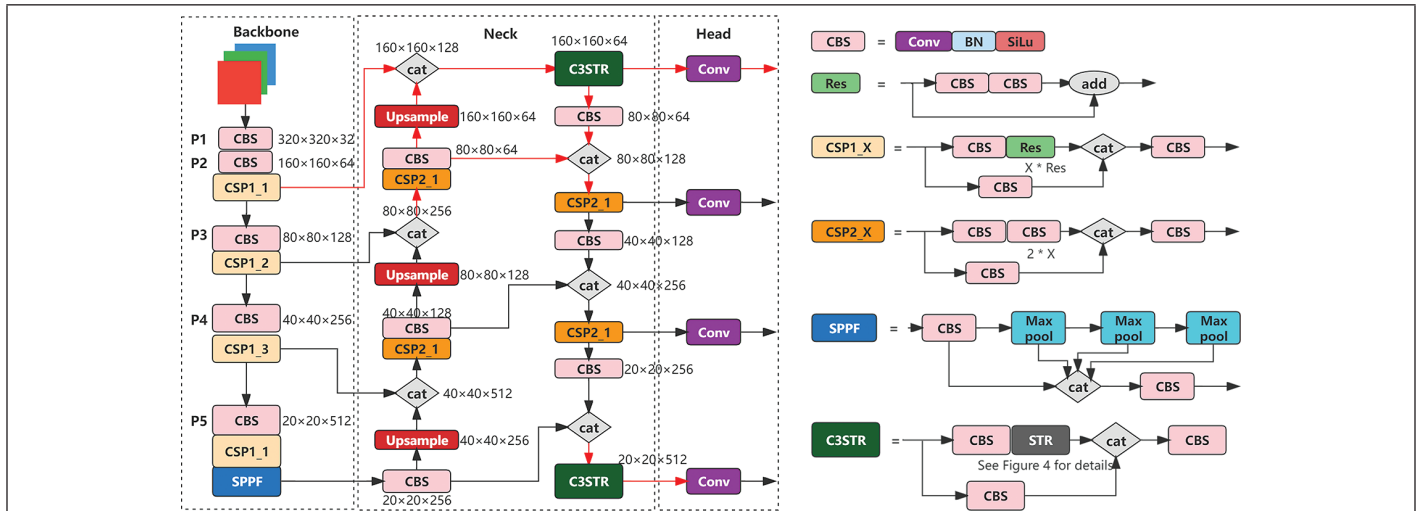 Backbone
Neck
Head
P1
CBS
320×320×32
P2
CBS
160×160×64
CSP1_1
P3
CBS
80×80×128
CSP1_2
P4
CBS
40×40×256
CSP1_3
P5
CBS
20×20×512
CSP1_1
SPPF
160×160×128
cat
Upsample
160×160×64
CBS
80×80×64
CSP2_1
80×80×256
cat
Upsample
80×80×128
40×40×128
CBS
CSP2_1
cat
40×40×512
Upsample
40×40×256
CBS
20×20×256
160×160×64
C3STR
CBS
80×80×64
cat
80×80×128
CSP2_1
CBS
40×40×128
cat
40×40×256
CSP2_1
CBS
20×20×256
cat
20×20×512
C3STR
Conv
Conv
Conv
Conv
CBS = Conv BN SiLu
Res = CBS CBS add
CSP1_X = CBS Res cat CBS
X * Res
CBS
CSP2_X = CBS CBS cat CBS
2 * X
CBS
SPPF = CBS Max pool Max pool Max pool
cat CBS
C3STR = CBS STR cat CBS
See Figure 4 for details
CBS